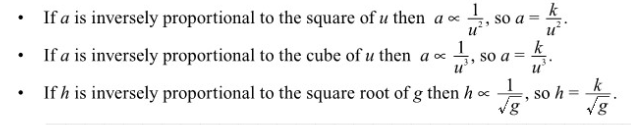 • If a is inversely proportional to the square of u then a ∝ 1/u², so a = k/u².
• If a is inversely proportional to the cube of u then a ∝ 1/u³, so a = k/u³.
• If h is inversely proportional to the square root of g then h ∝ 1/√g, so h = k/√g.